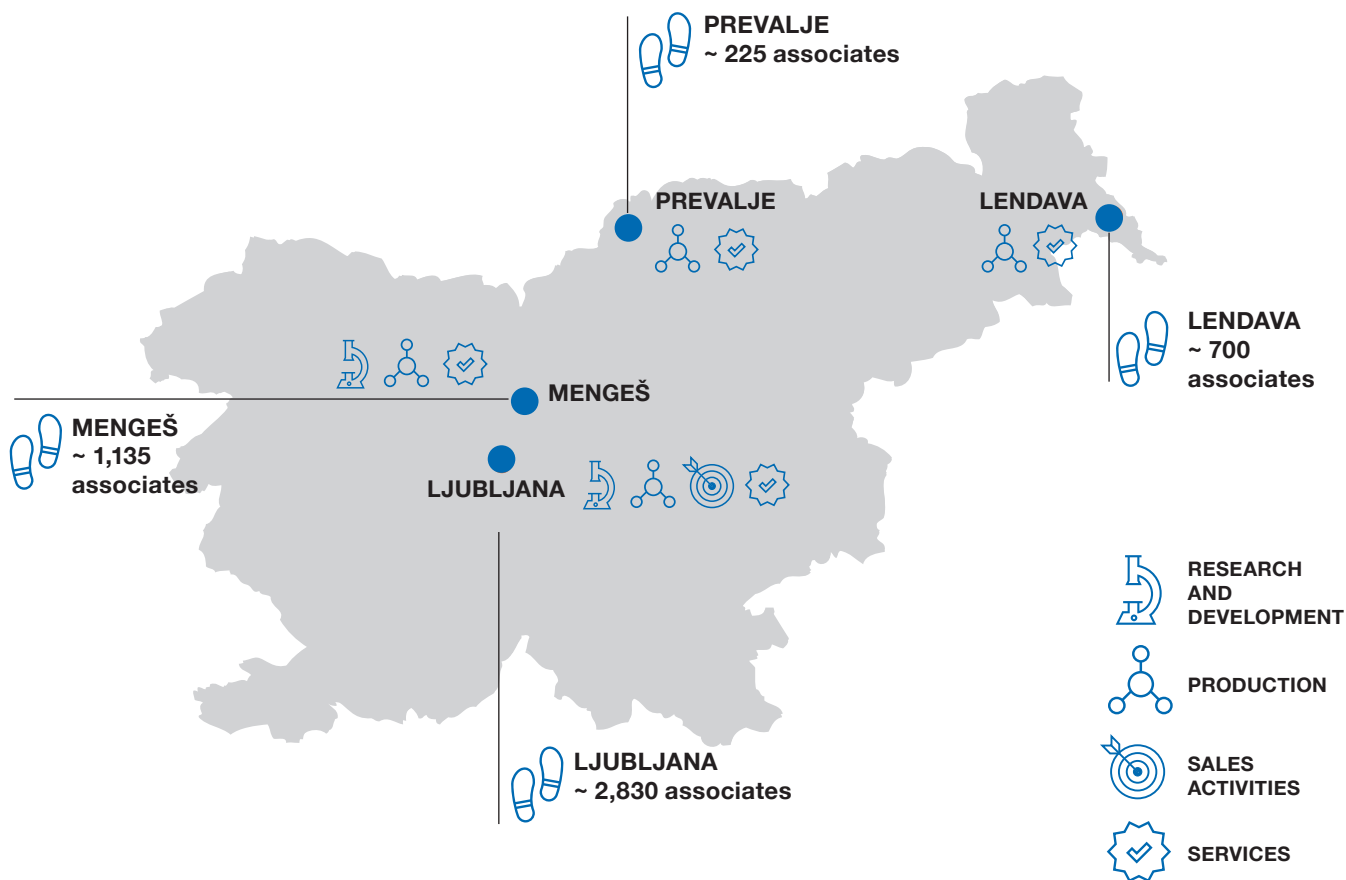 PREVALJE
~ 225 associates
PREVALJE
LENDAVA
LENDAVA
~ 700
associates
MENGEŠ
MENGEŠ
~ 1,135
associates
LJUBLJANA
LJUBLJANA
~ 2,830 associates
RESEARCH
AND
DEVELOPMENT
PRODUCTION
SALES
ACTIVITIES
SERVICES